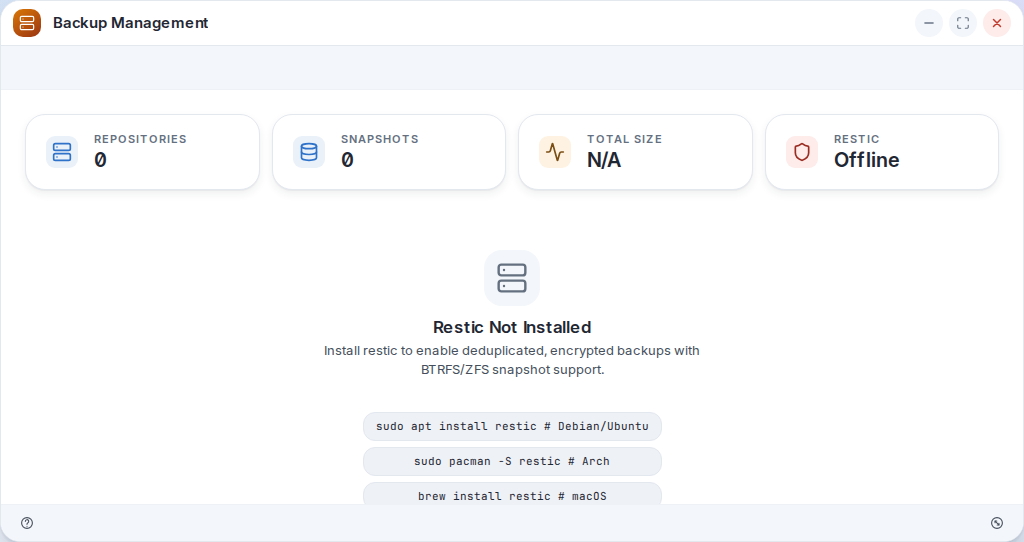 Backup Management
REPOSITORIES
0
SNAPSHOTS
0
TOTAL SIZE
N/A
RESTIC
Offline
Restic Not Installed
Install restic to enable deduplicated, encrypted backups with
BTRFS/ZFS snapshot support.
sudo apt install restic # Debian/Ubuntu
sudo pacman -S restic # Arch
brew install restic # macOS